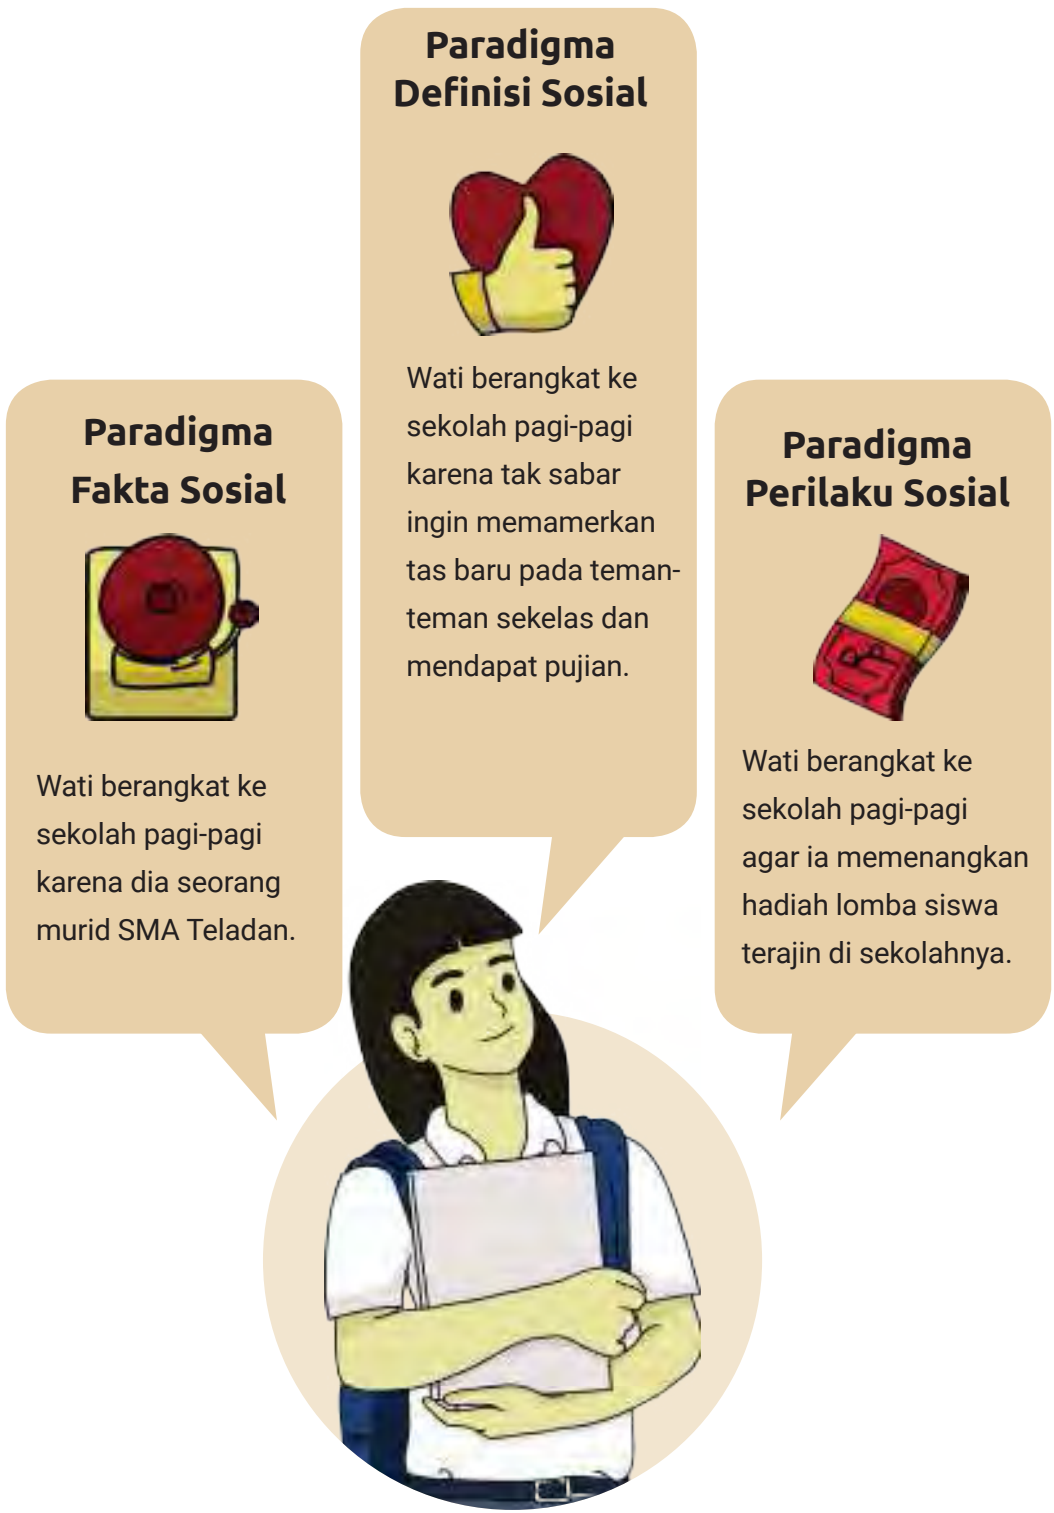 Paradigma
Fakta Sosial
Wati berangkat ke
sekolah pagi-pagi
karena dia seorang
murid SMA Teladan.
Paradigma
Definisi Sosial
Wati berangkat ke
sekolah pagi-pagi
karena tak sabar
ingin memamerkan
tas baru pada teman-
teman sekelas dan
mendapat pujian.
Paradigma
Perilaku Sosial
Rp
Wati berangkat ke
sekolah pagi-pagi
agar ia memenangkan
hadiah lomba siswa
terajin di sekolahnya.